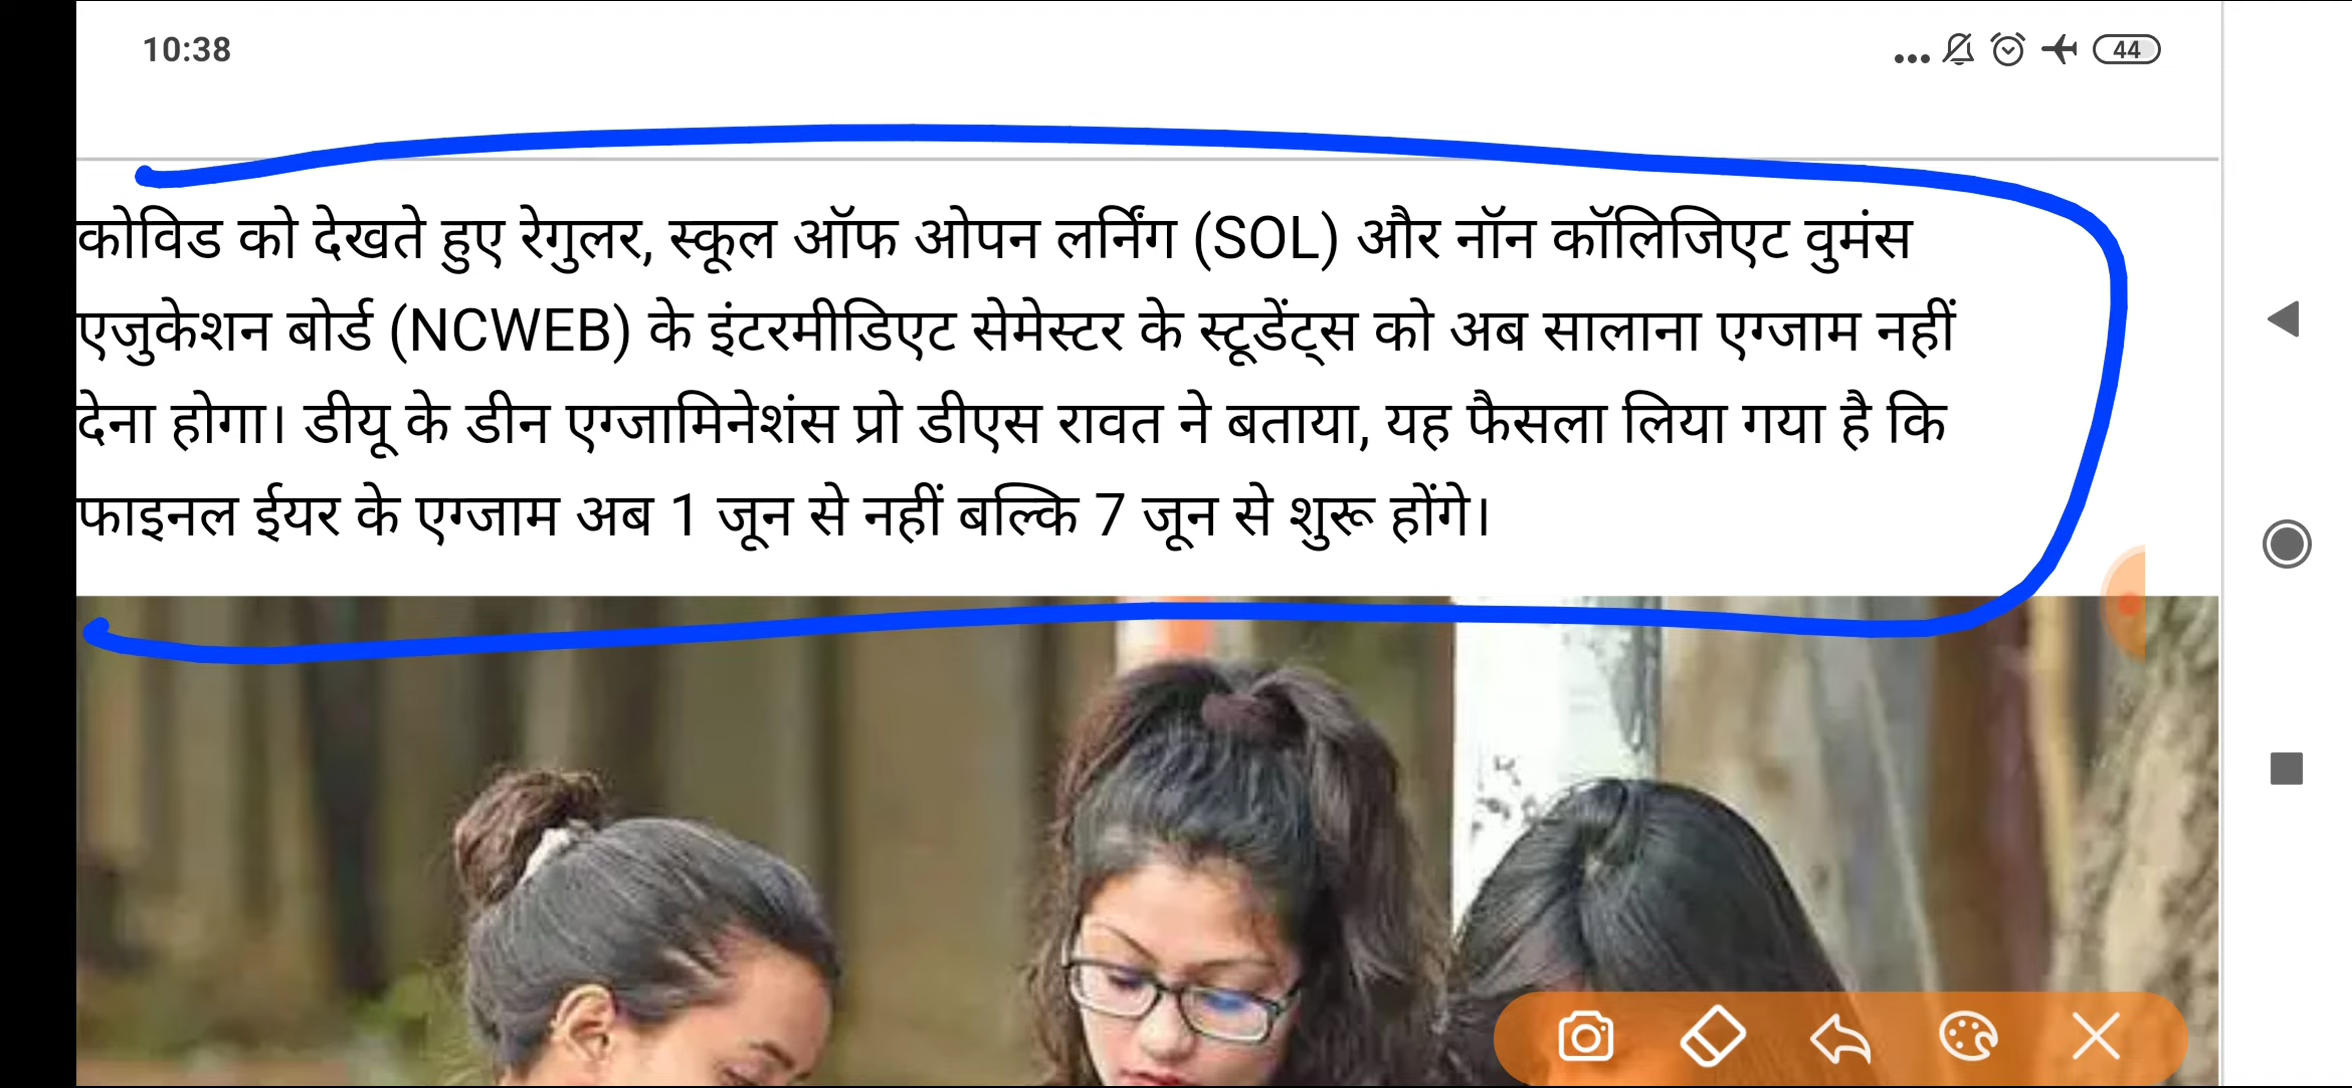 10:38
44
कोविड को देखते हुए रेगुलर, स्कूल ऑफ ओपन लर्निंग (SOL) और नॉन कॉलिजिएट वुमंस
एजुकेशन बोर्ड (NCWEB) के इंटरमीडिएट सेमेस्टर के स्टूडेंट्स को अब सालाना एग्जाम नहीं
देना होगा। डीयू के डीन एग्जामिनेशंस प्रो डीएस रावत ने बताया, यह फैसला लिया गया है कि
फाइनल ईयर के एग्जाम अब 1 जून से नहीं बल्कि 7 जून से शुरू होंगे।